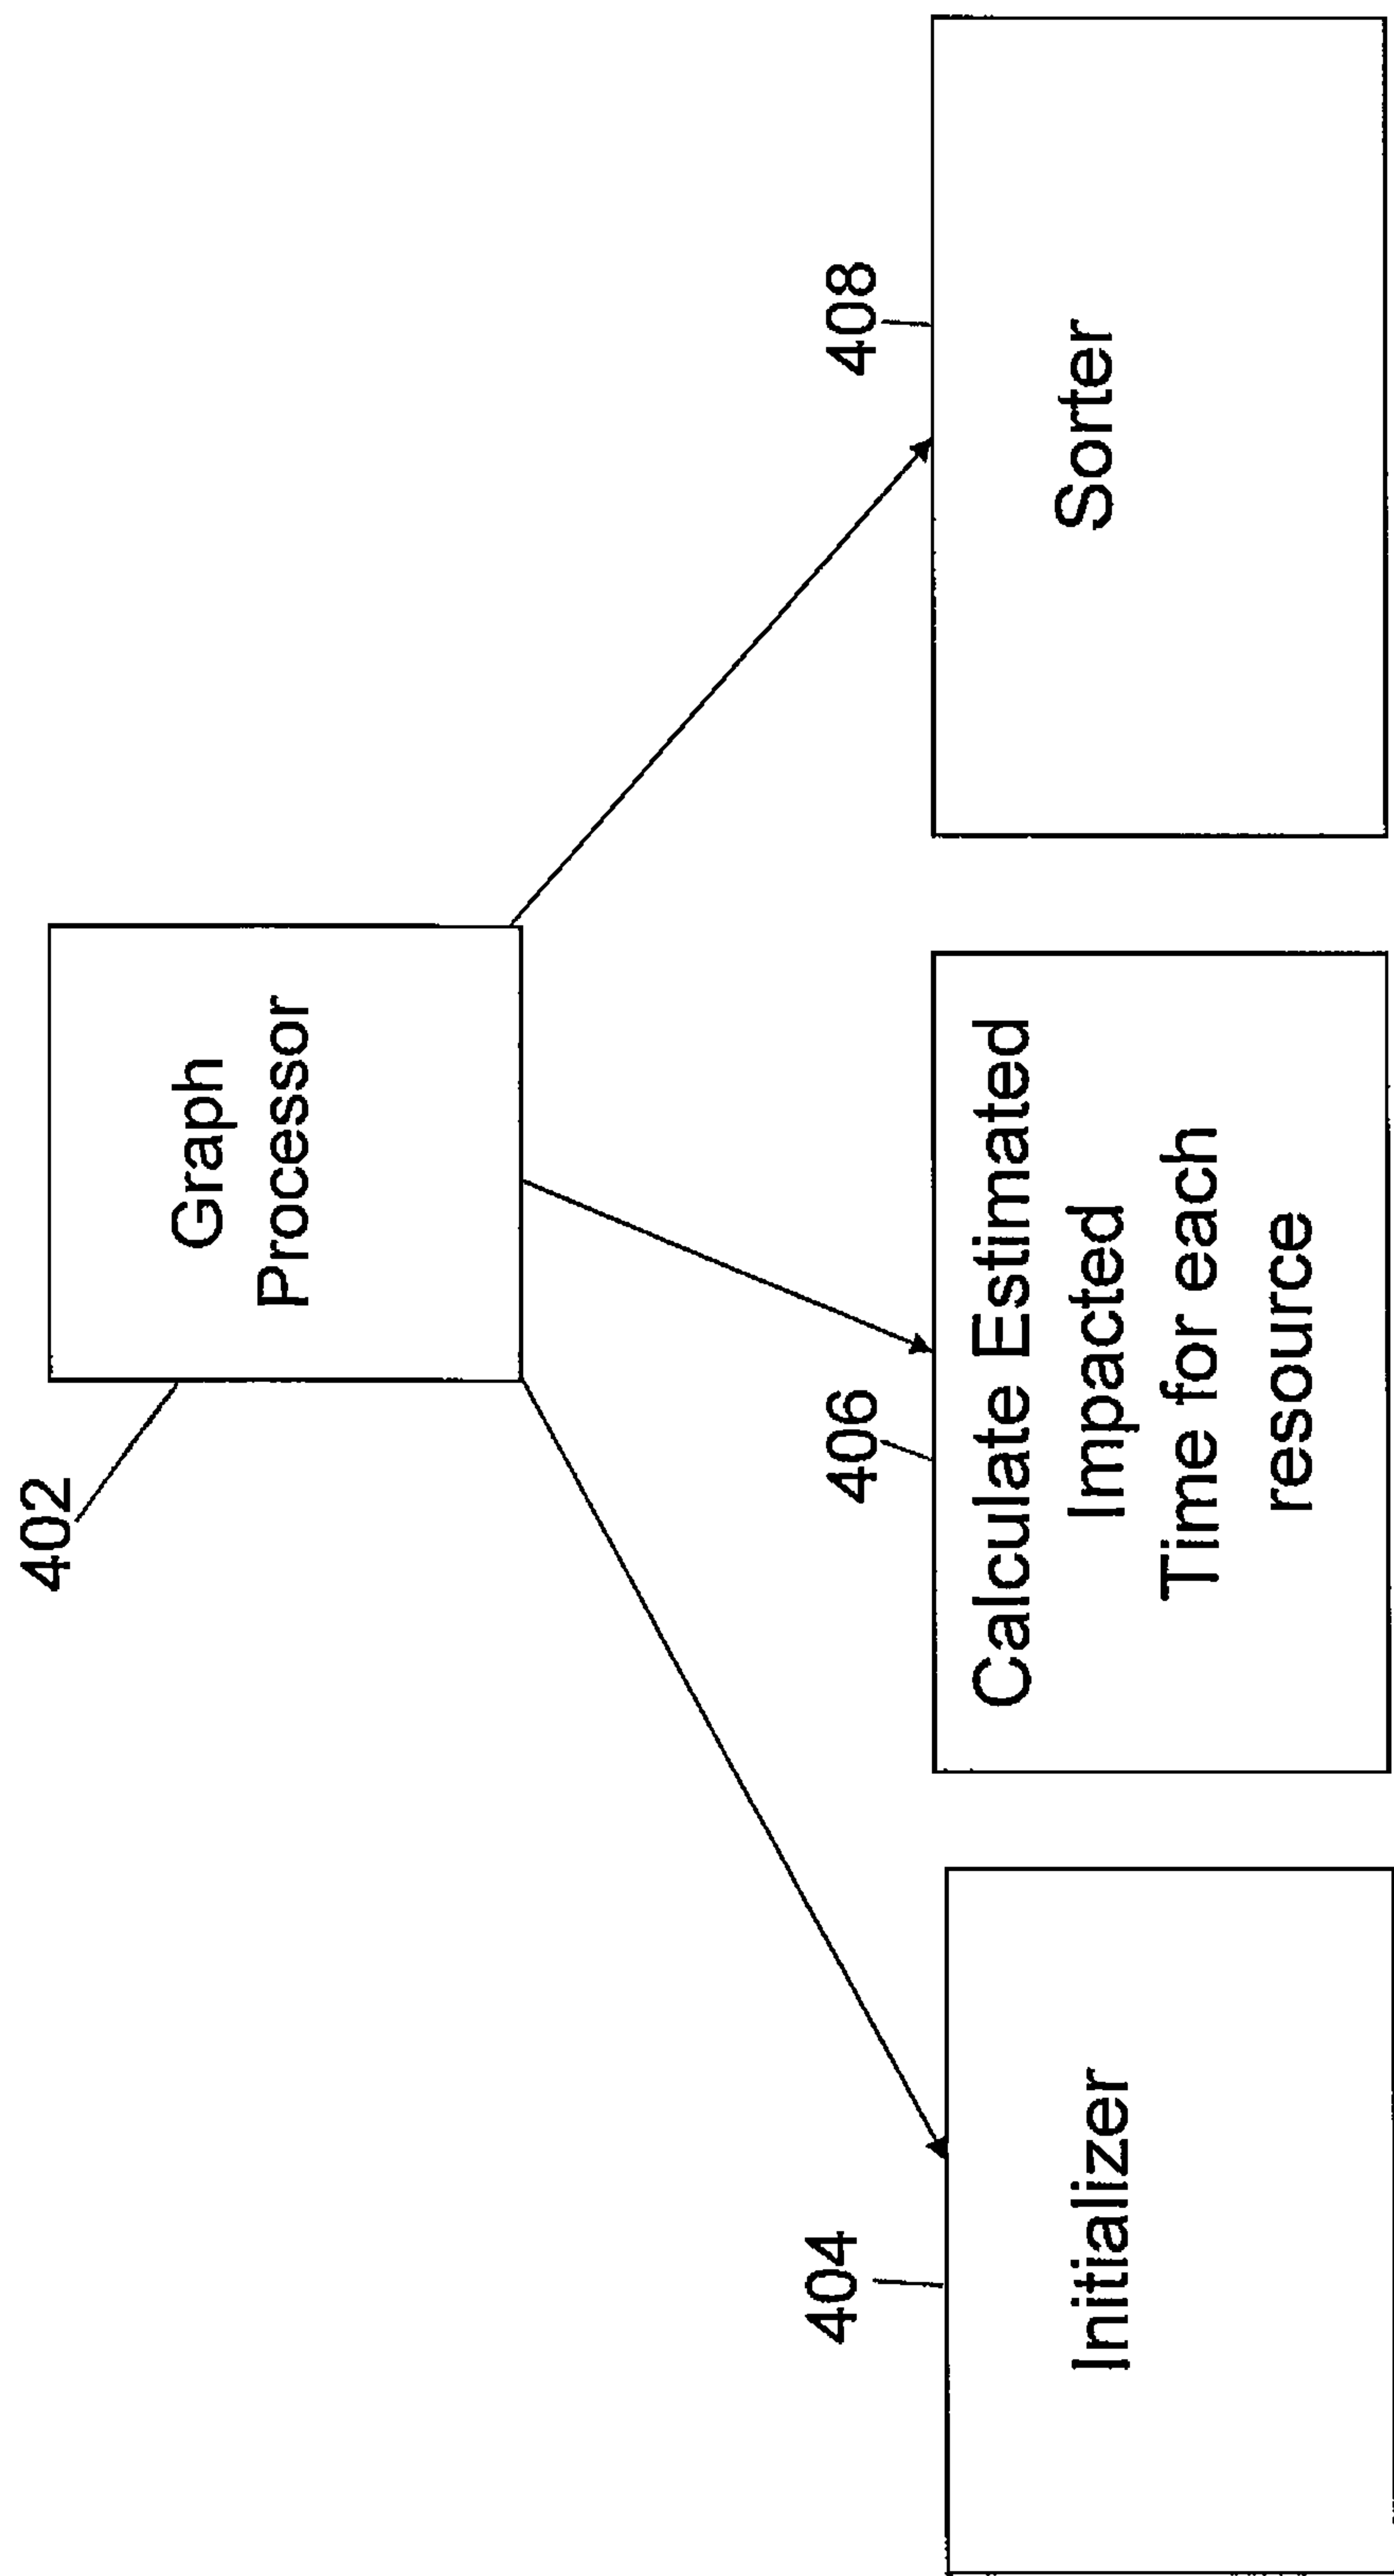 402
Graph
Processor
404
Initializer
406
Calculate Estimated
Impacted
Time for each
resource
408
Sorter